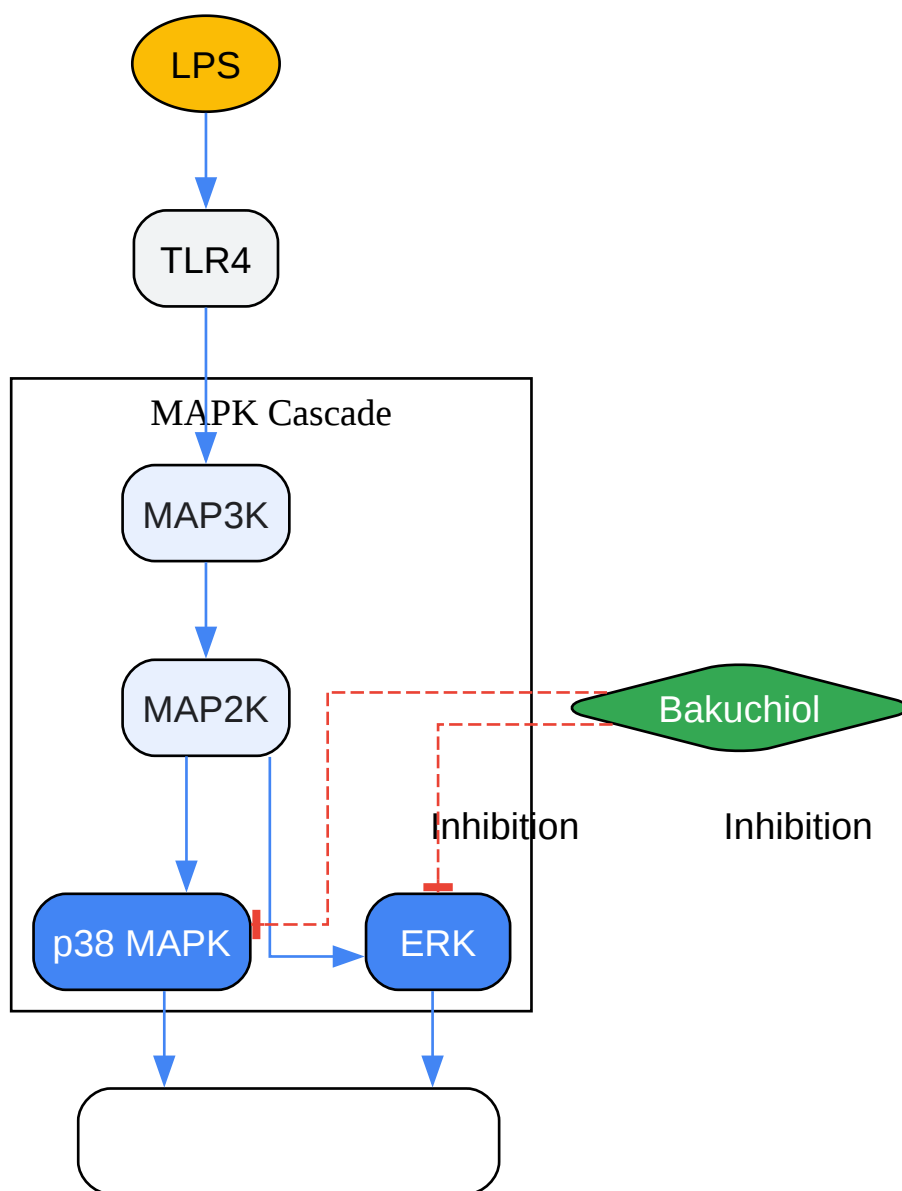 LPS
TLR4
MAPK Cascade
MAP3K
MAP2K
Bakuchiol
Inhibition
Inhibition
p38 MAPK
ERK